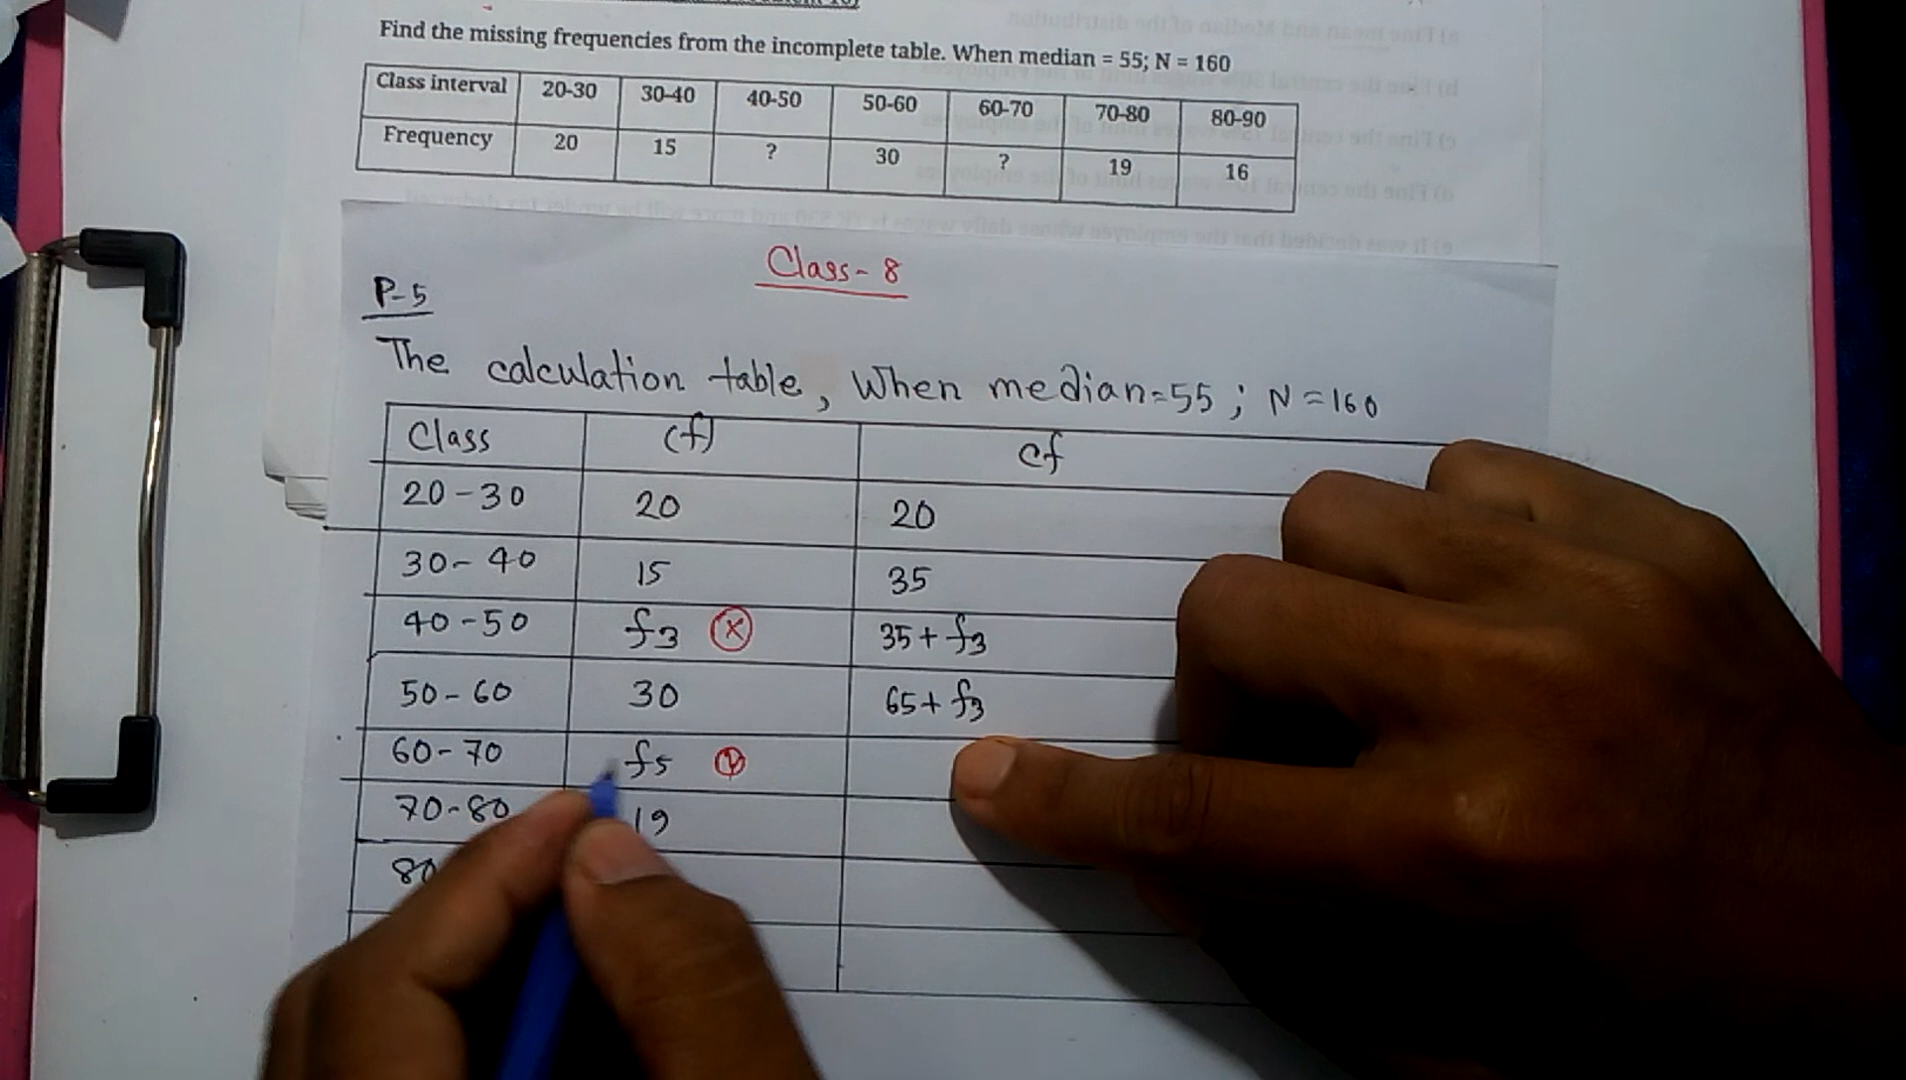 Find the missing frequencies from the incomplete table. When median = 55; N = 160
Class interval 20-30 30-40 40-50 50-60 60-70 70-80 80-90
Frequency 20 15 ? 30 ? 19 16
Class- 8
P-5
The calculation table, When median=55; N=160
Class (f) cf
20-30 20 20
30-40 15 35
40-50 f3 x 35+f3
50-60 30 65+f3
60-70 f5 y
70-80 19
80